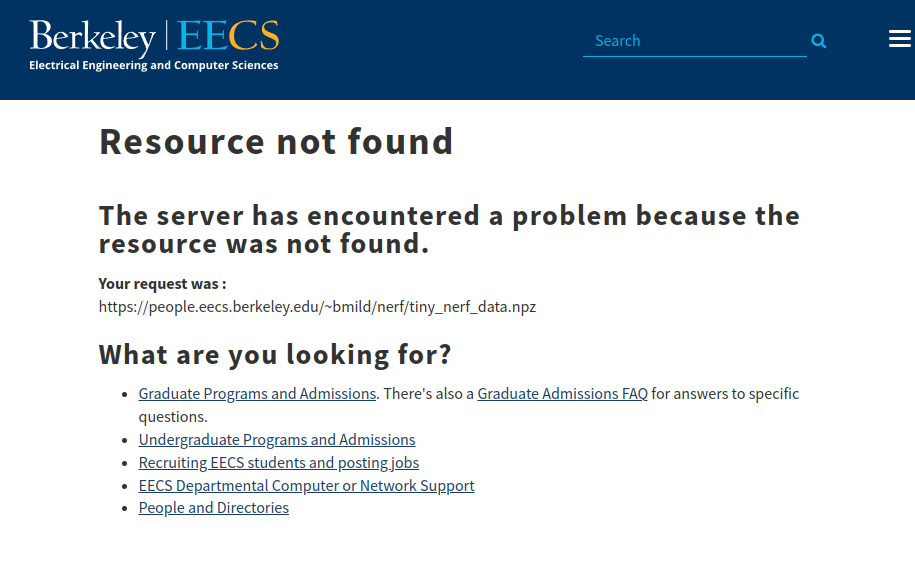 Berkeley | EECS
Electrical Engineering and Computer Sciences
Search
Resource not found
The server has encountered a problem because the
resource was not found.
Your request was :
https://people.eecs.berkeley.edu/~bmild/nerf/tiny_nerf_data.npz
What are you looking for?
• Graduate Programs and Admissions. There's also a Graduate Admissions FAQ for answers to specific
questions.
• Undergraduate Programs and Admissions
• Recruiting EECS students and posting jobs
• EECS Departmental Computer or Network Support
• People and Directories